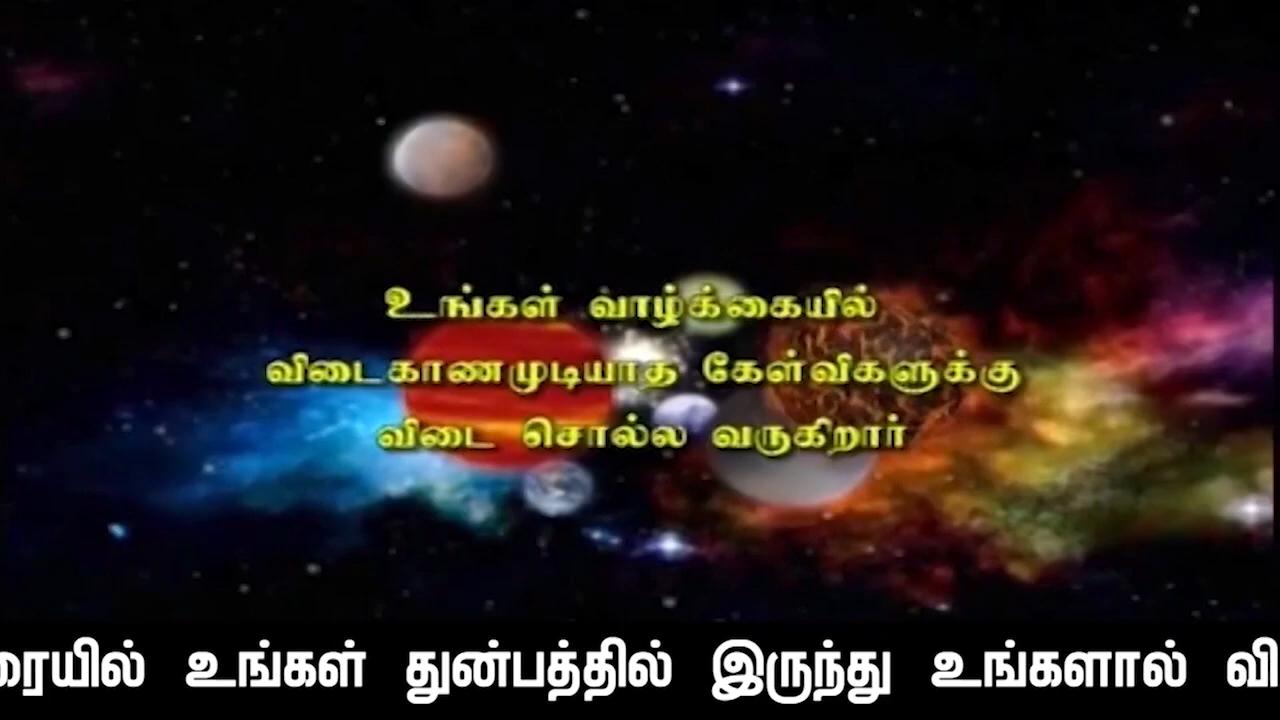 உங்கள் வாழ்க்கையில்
விடைகாணமுடியாத கேள்விகளுக்கு
விடை சொல்ல வருகிறார்
உங்கள் துன்பத்தில் இருந்து உங்களால்